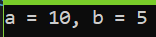 a = 10, b = 5